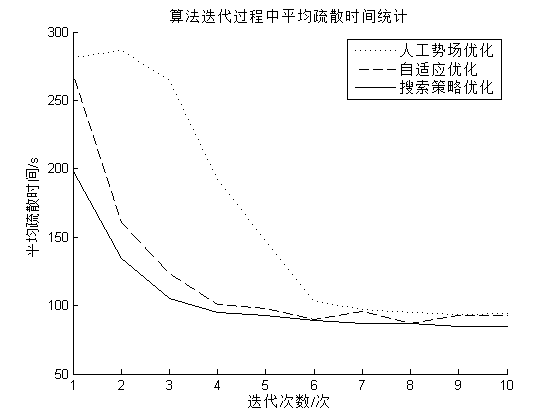 算法迭代过程中平均疏散时间统计
300
250
200
150
100
50
平均疏散时间/s
人工势场优化
自适应优化
搜索策略优化
1 2 3 4 5 6 7 8 9 10
迭代次数/次